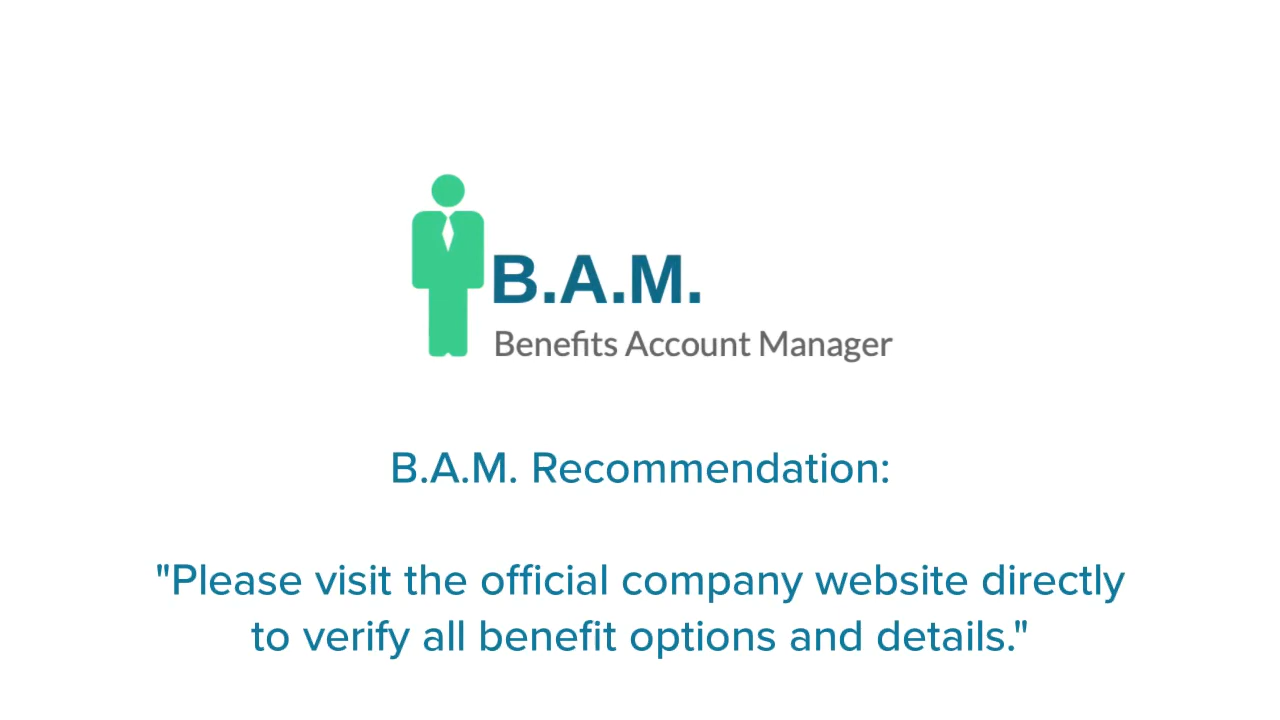 B.A.M.
Benefits Account Manager
B.A.M. Recommendation:
"Please visit the official company website directly
to verify all benefit options and details."